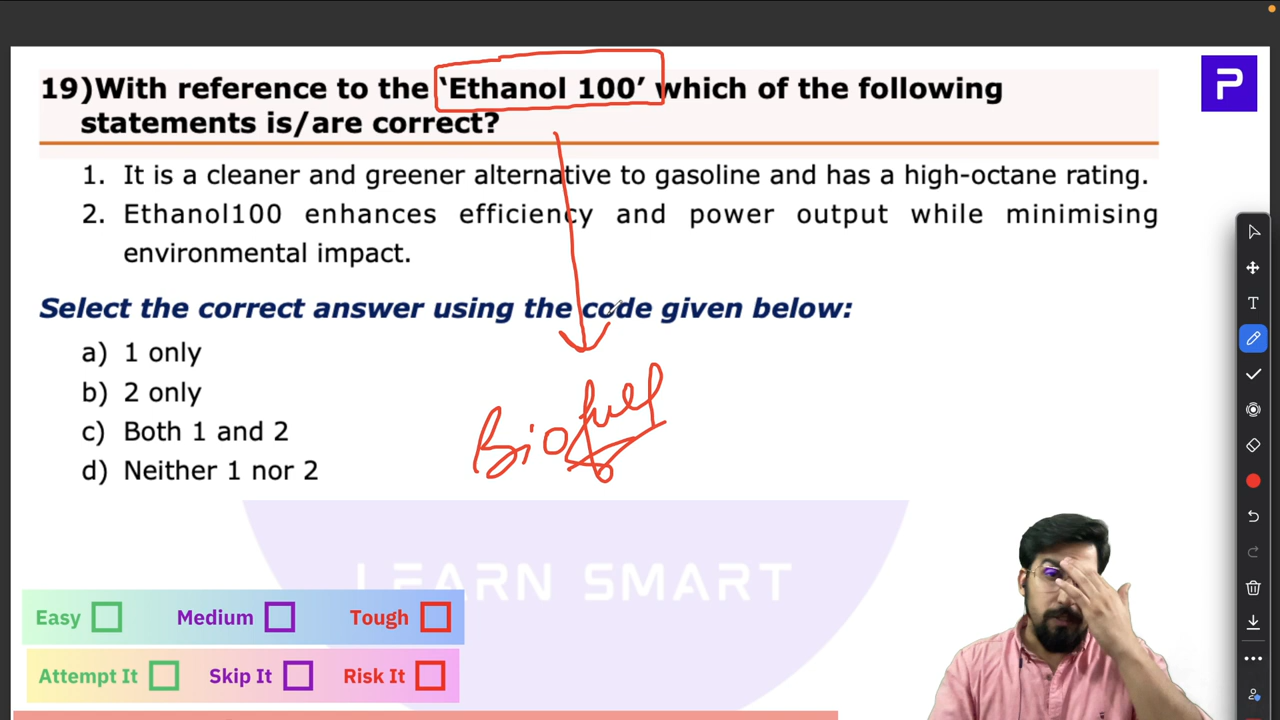 19)With reference to the ‘Ethanol 100’ which of the following
statements is/are correct?
1. It is a cleaner and greener alternative to gasoline and has a high-octane rating.
2. Ethanol100 enhances efficiency and power output while minimising
environmental impact.
Select the correct answer using the code given below:
a) 1 only
b) 2 only
c) Both 1 and 2
d) Neither 1 nor 2
Biofuel
LEARN SMART
Easy Medium Tough
Attempt It Skip It Risk It
P
T